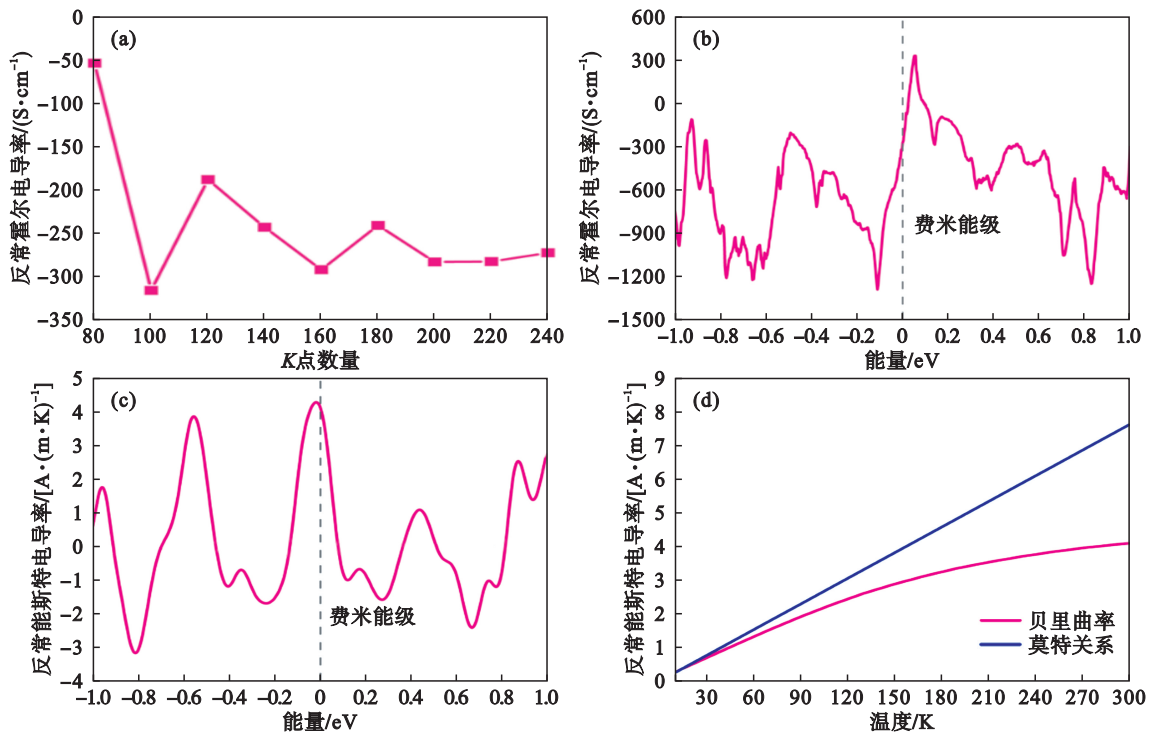 (a)
反常霍尔电导率/(S·cm⁻¹)
0
−50
−100
−150
−200
−250
−300
−350
80 100 120 140 160 180 200 220 240
K点数量
(b)
反常霍尔电导率/(S·cm⁻¹)
600
300
0
−300
−600
−900
−1200
−1500
费米能级
−1.0 −0.8 −0.6 −0.4 −0.2 0 0.2 0.4 0.6 0.8 1.0
能量/eV
(c)
反常能斯特电导率/[A·(m·K)⁻¹]
5
4
3
2
1
0
−1
−2
−3
−4
费米能级
−1.0 −0.8 −0.6 −0.4 −0.2 0 0.2 0.4 0.6 0.8 1.0
能量/eV
(d)
反常能斯特电导率/[A·(m·K)⁻¹]
9
8
7
6
5
4
3
2
1
0
贝里曲率
莫特关系
30 60 90 120 150 180 210 240 270 300
温度/K